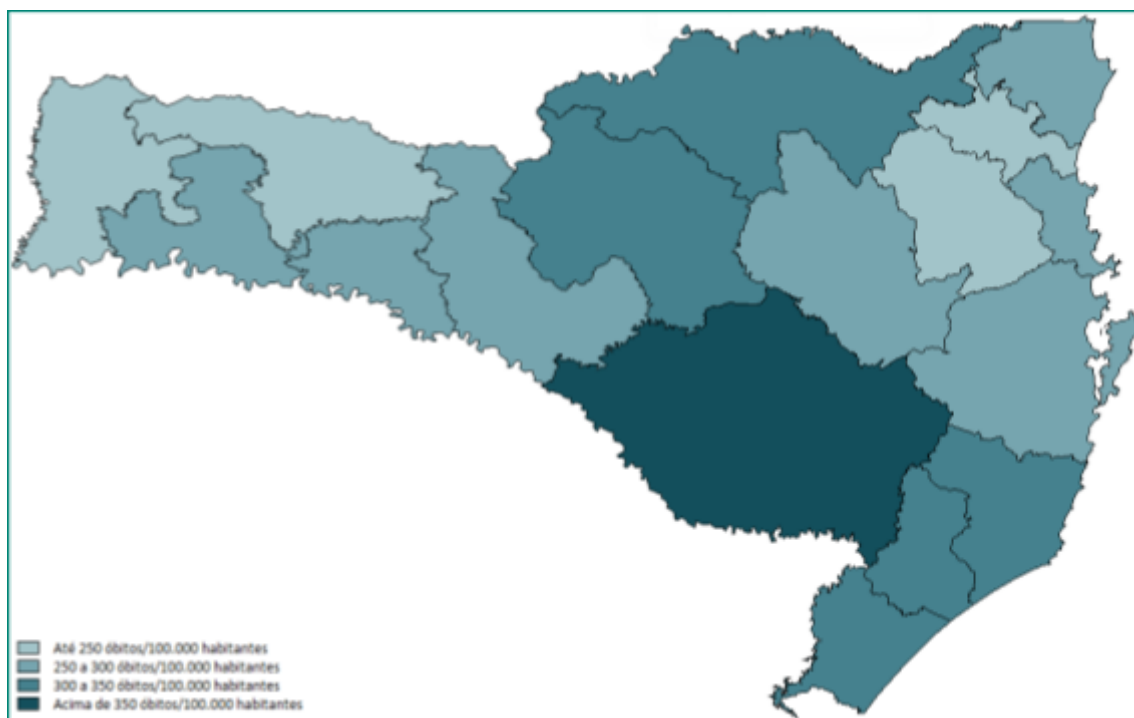 Até 250 óbitos/100.000 habitantes
250 a 300 óbitos/100.000 habitantes
300 a 350 óbitos/100.000 habitantes
Acima de 350 óbitos/100.000 habitantes